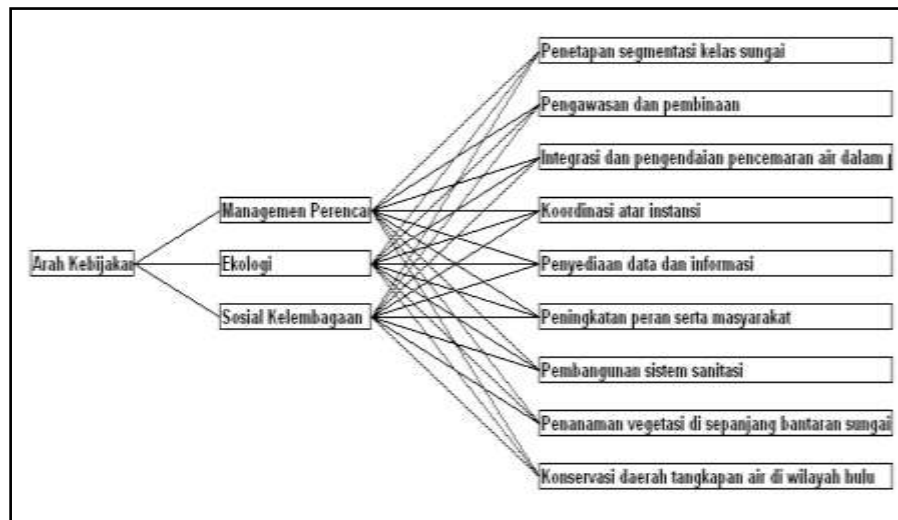 Arah Kebijakan
Managemen Perencan
Ekologi
Sosial Kelembagaan
Penetapan segmentasi kelas sungai
Pengawasan dan pembinaan
Integrasi dan pengendaian pencemaran air dalam p
Koordinasi atar instansi
Penyediaan data dan informasi
Peningkatan peran serta masyarakat
Pembangunan sistem sanitasi
Penanaman vegetasi di sepanjang bantaran sungai
Konservasi daerah tangkapan air di wilayah hulu